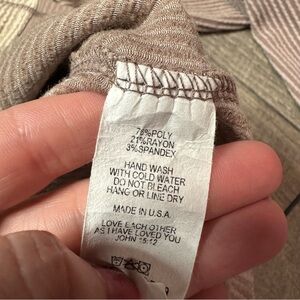 76%POLY
21%RAYON
3%SPANDEX
HAND WASH
WITH COLD WATER
DO NOT BLEACH
HANG OR LINE DRY
MADE IN U.S.A.
LOVE EACH OTHER
AS I HAVE LOVED YOU
JOHN 15:12